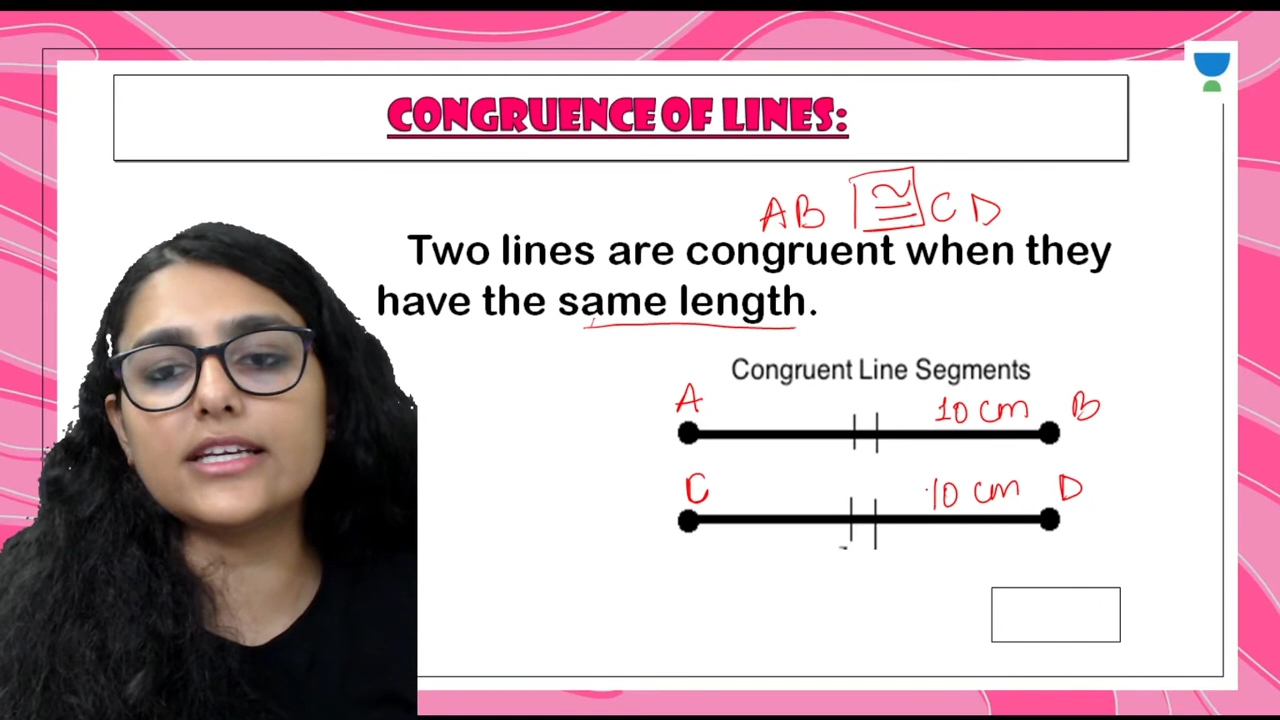 CONGRUENCE OF LINES:
AB ≅ CD
Two lines are congruent when they
have the same length.
Congruent Line Segments
A 10 cm B
C 10 cm D